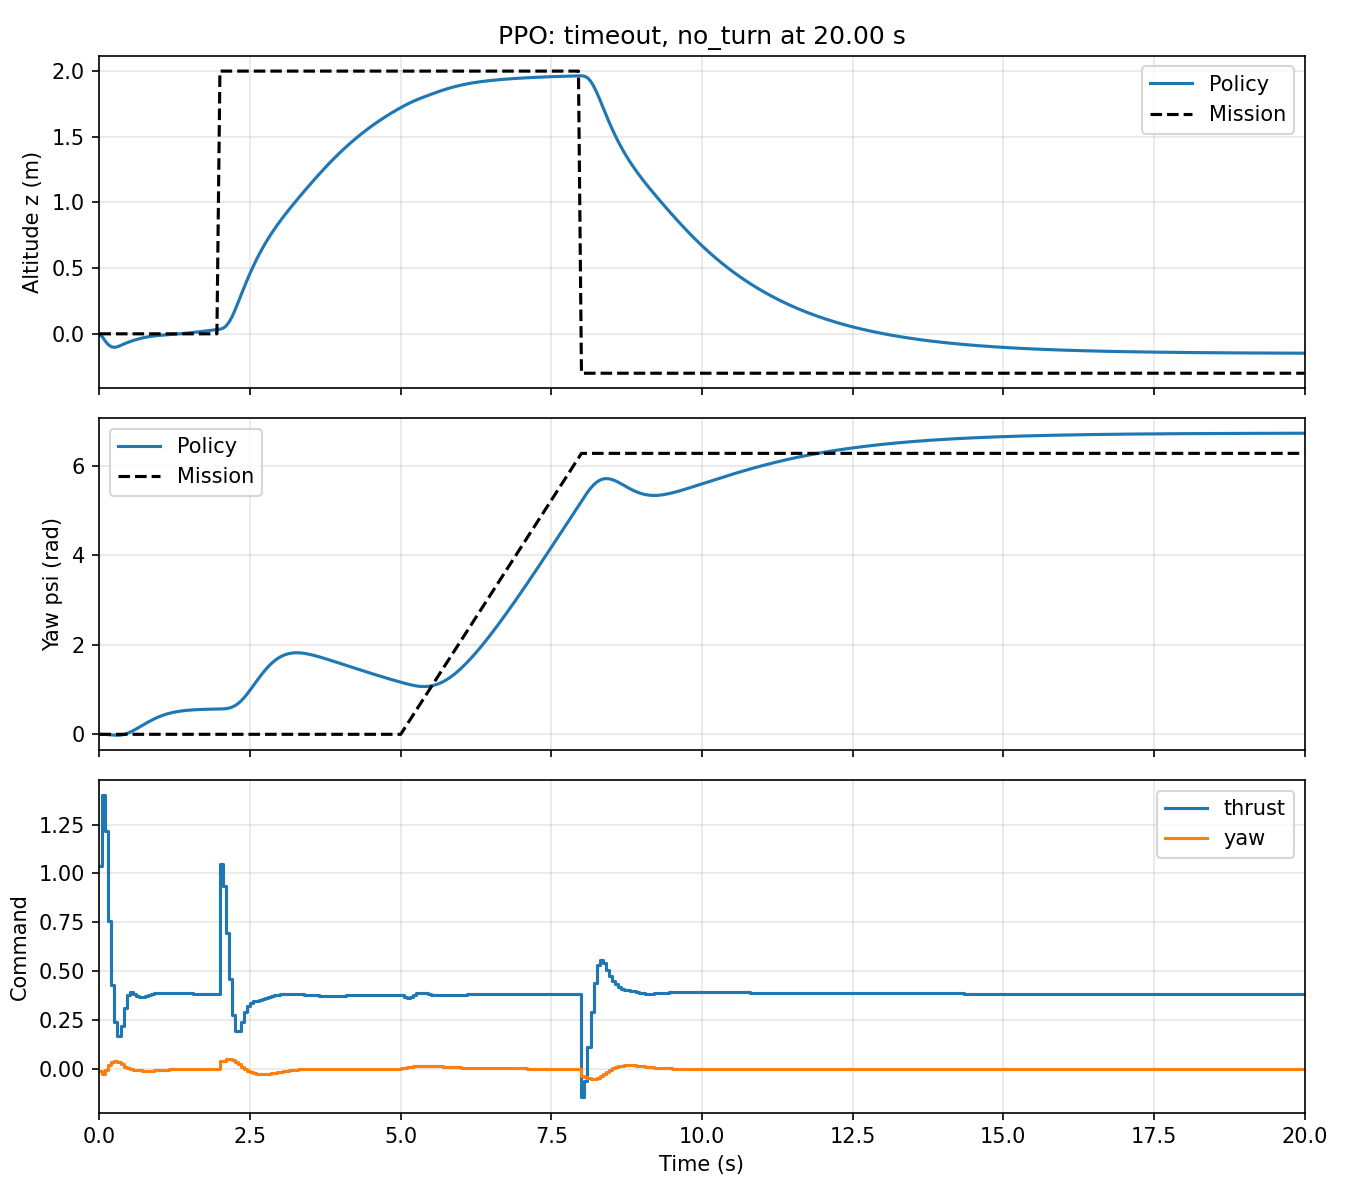 PPO: timeout, no_turn at 20.00 s
Altitude z (m)
2.0
1.5
1.0
0.5
0.0
Policy
Mission
Yaw psi (rad)
6
4
2
0
Policy
Mission
Command
1.25
1.00
0.75
0.50
0.25
0.00
thrust
yaw
0.0 2.5 5.0 7.5 10.0 12.5 15.0 17.5 20.0
Time (s)